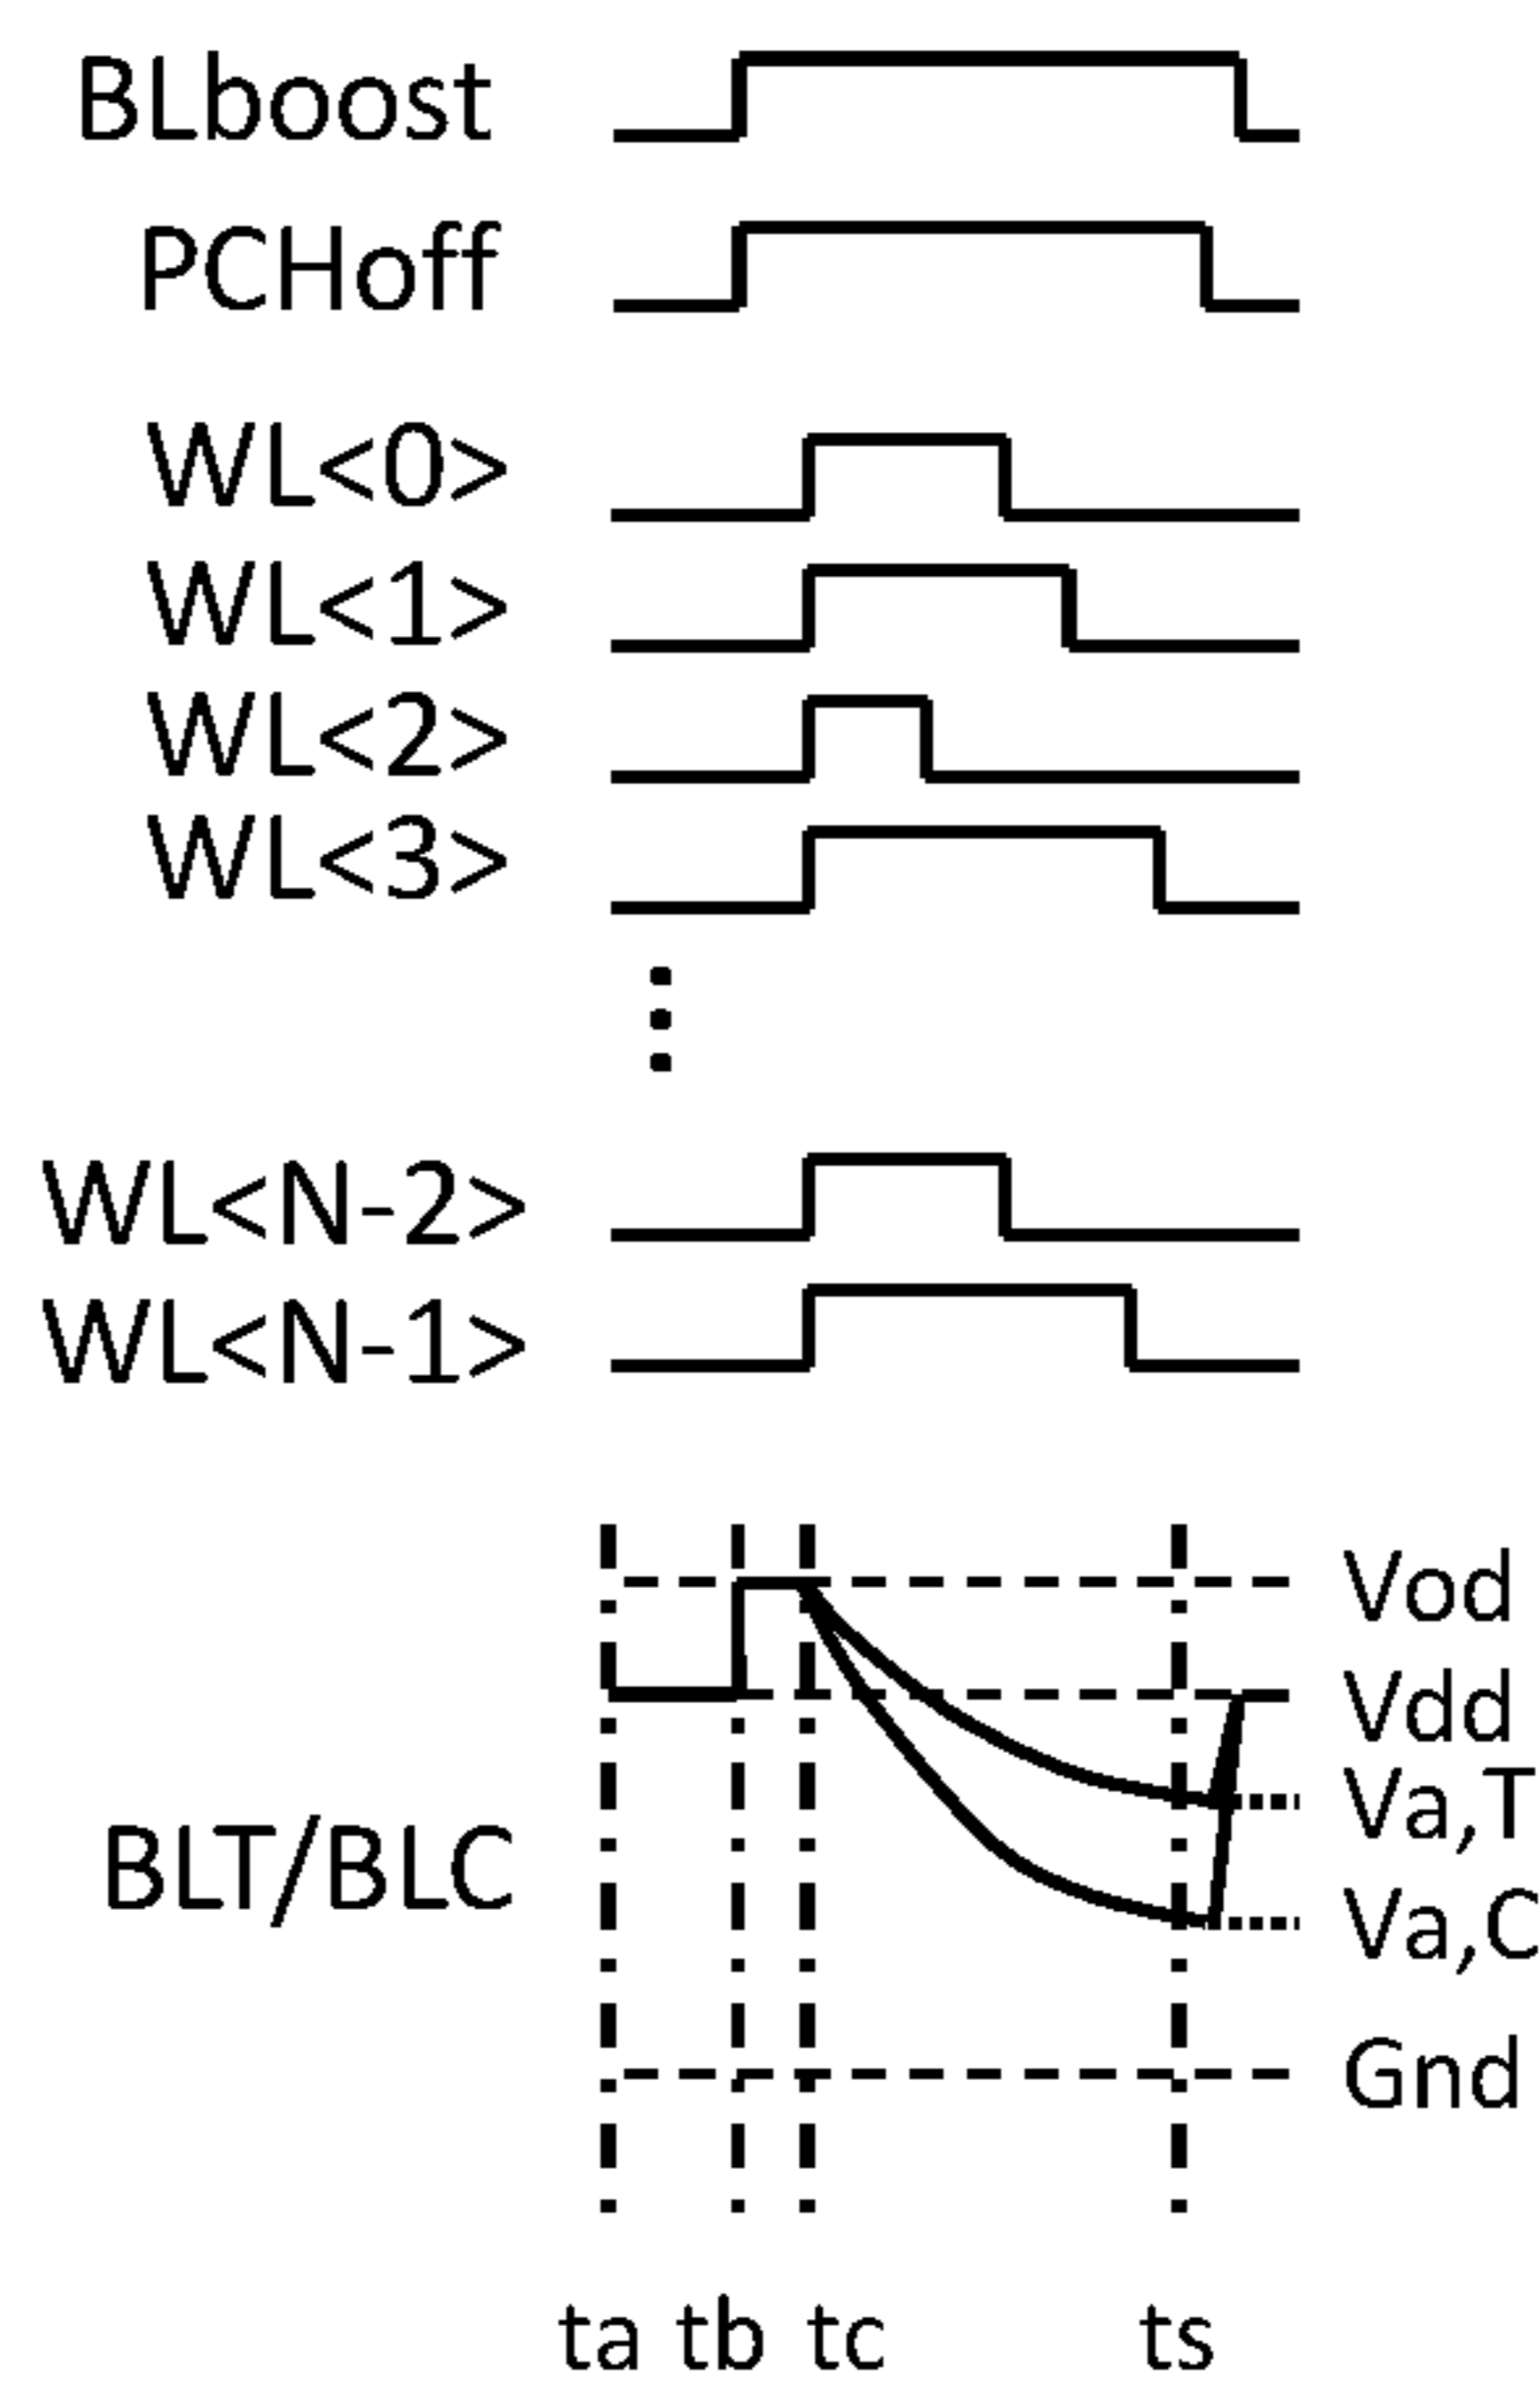 BLboost
PCHoff
WL<0>
WL<1>
WL<2>
WL<3>
WL<N-2>
WL<N-1>
Vod
Vdd
Va,T
BLT/BLC
Va,C
Gnd
ta tb tc ts